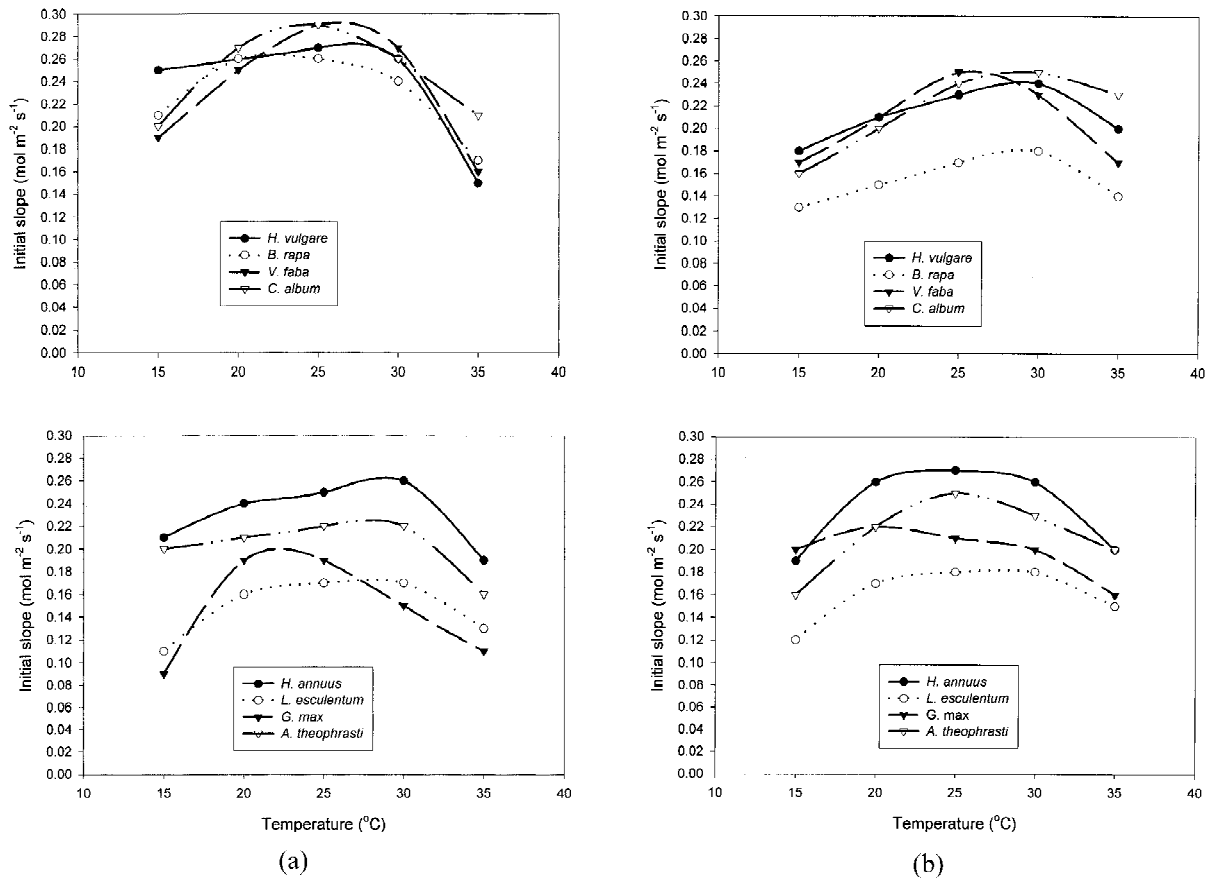 0.30
0.28
0.26
0.24
0.22
0.20
0.18
0.16
0.14
0.12
0.10
0.08
0.06
0.04
0.02
0.00
Initial slope (mol m⁻² s⁻¹)
H. vulgare
B. rapa
V. faba
C. album
10 15 20 25 30 35 40
0.30
0.28
0.26
0.24
0.22
0.20
0.18
0.16
0.14
0.12
0.10
0.08
0.06
0.04
0.02
0.00
Initial slope (mol m⁻² s⁻¹)
H. vulgare
B. rapa
V. faba
C. album
10 15 20 25 30 35 40
0.30
0.28
0.26
0.24
0.22
0.20
0.18
0.16
0.14
0.12
0.10
0.08
0.06
0.04
0.02
0.00
Initial slope (mol m⁻² s⁻¹)
H. annuus
L. esculentum
G. max
A. theophrasti
10 15 20 25 30 35 40
Temperature (°C)
(a)
0.30
0.28
0.26
0.24
0.22
0.20
0.18
0.16
0.14
0.12
0.10
0.08
0.06
0.04
0.02
0.00
Initial slope (mol m⁻² s⁻¹)
H. annuus
L. esculentum
G. max
A. theophrasti
10 15 20 25 30 35 40
Temperature (°C)
(b)